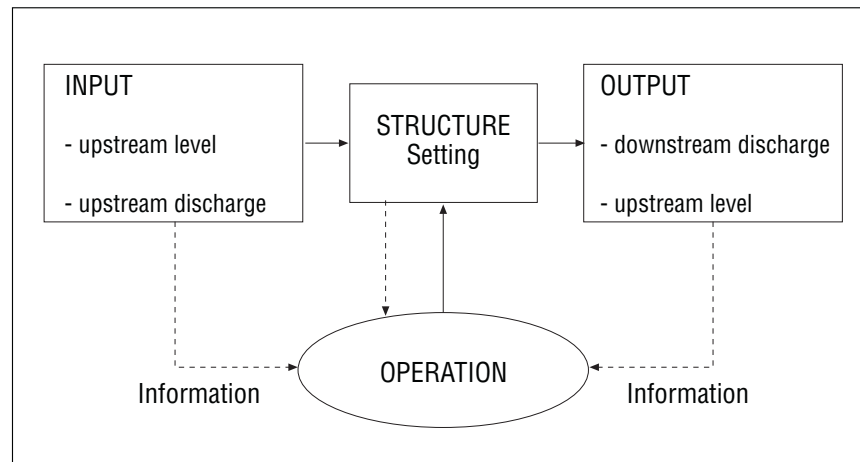 INPUT
- upstream level
- upstream discharge
STRUCTURE
Setting
OUTPUT
- downstream discharge
- upstream level
OPERATION
Information
Information